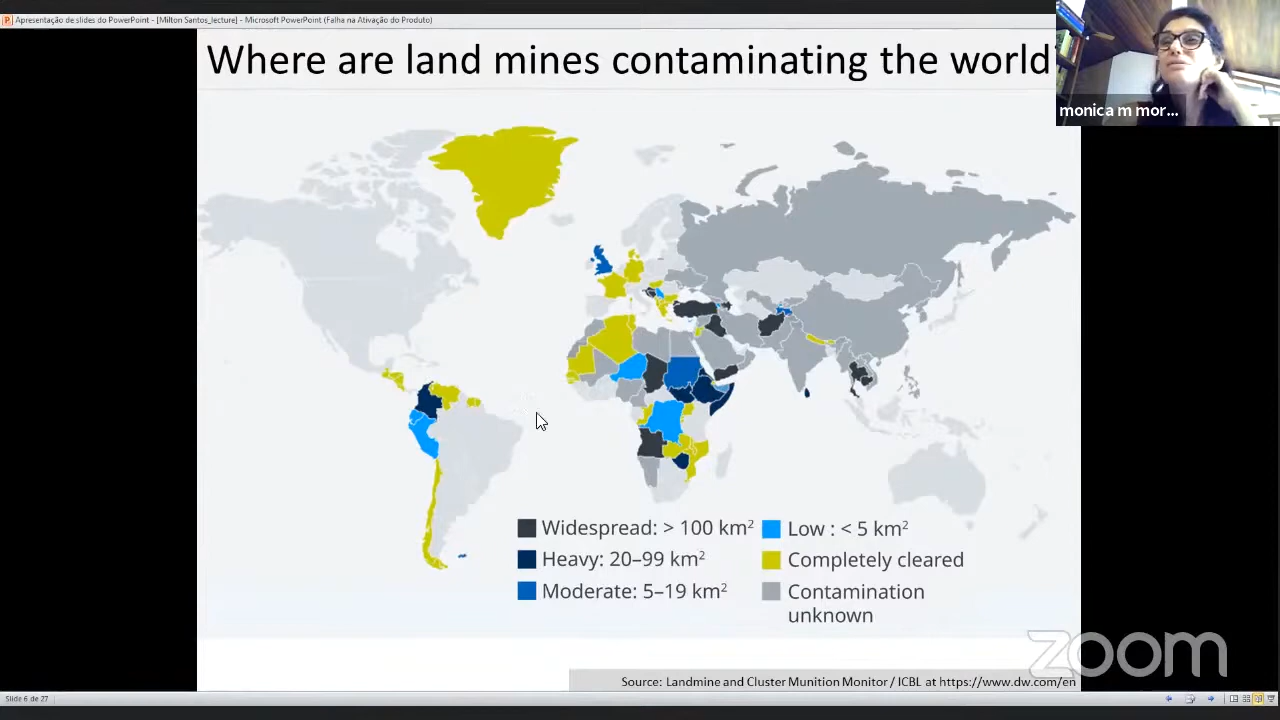 Apresentação de slides do PowerPoint - [Milton Santos_lecture] - Microsoft PowerPoint (Falha na Ativação do Produto)
Where are land mines contaminating the world
monica m mor...
Widespread: > 100 km²
Heavy: 20–99 km²
Moderate: 5–19 km²
Low : < 5 km²
Completely cleared
Contamination
unknown
zoom
Source: Landmine and Cluster Munition Monitor / ICBL at https://www.dw.com/en
Slide 6 de 27